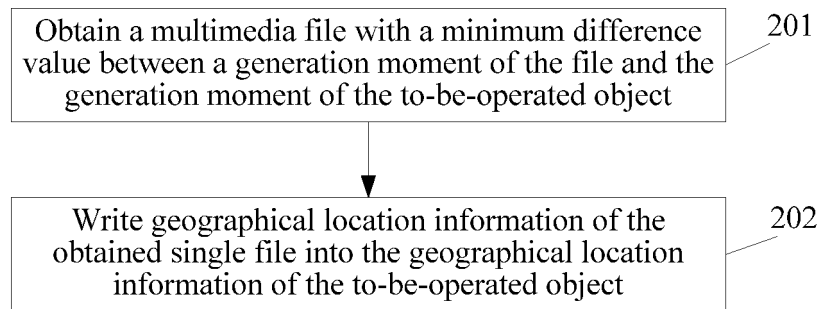 Obtain a multimedia file with a minimum difference
value between a generation moment of the file and the
generation moment of the to-be-operated object
201
Write geographical location information of the
obtained single file into the geographical location
information of the to-be-operated object
202